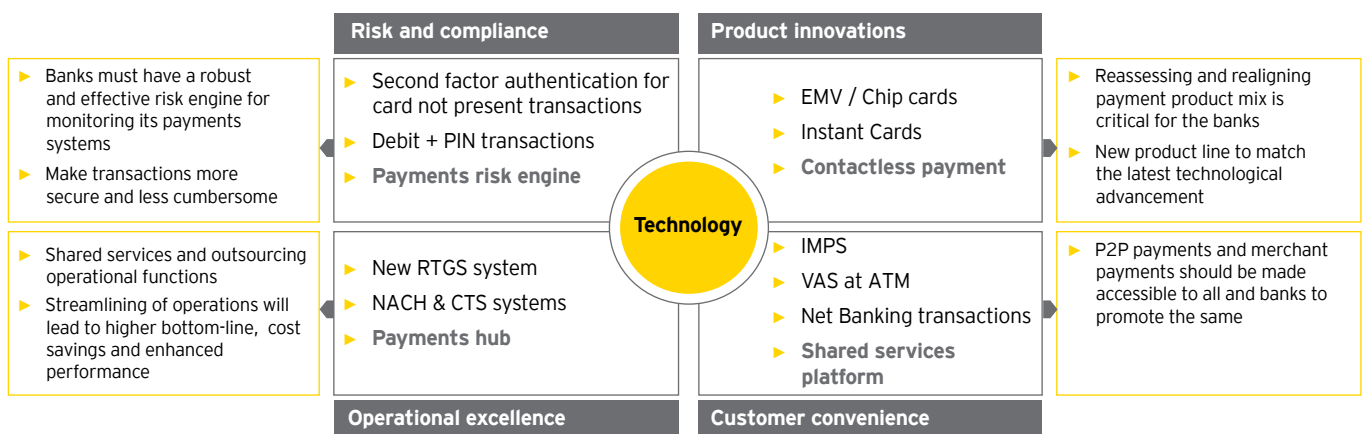 Risk and compliance
Product innovations
► Banks must have a robust
and effective risk engine for
monitoring its payments
systems
► Make transactions more
secure and less cumbersome
► Second factor authentication for
card not present transactions
► Debit + PIN transactions
► Payments risk engine
► EMV / Chip cards
► Instant Cards
► Contactless payment
► Reassessing and realigning
payment product mix is
critical for the banks
► New product line to match
the latest technological
advancement
Technology
► Shared services and outsourcing
operational functions
► Streamlining of operations will
lead to higher bottom-line, cost
savings and enhanced
performance
► New RTGS system
► NACH & CTS systems
► Payments hub
► IMPS
► VAS at ATM
► Net Banking transactions
► Shared services
platform
► P2P payments and merchant
payments should be made
accessible to all and banks to
promote the same
Operational excellence
Customer convenience